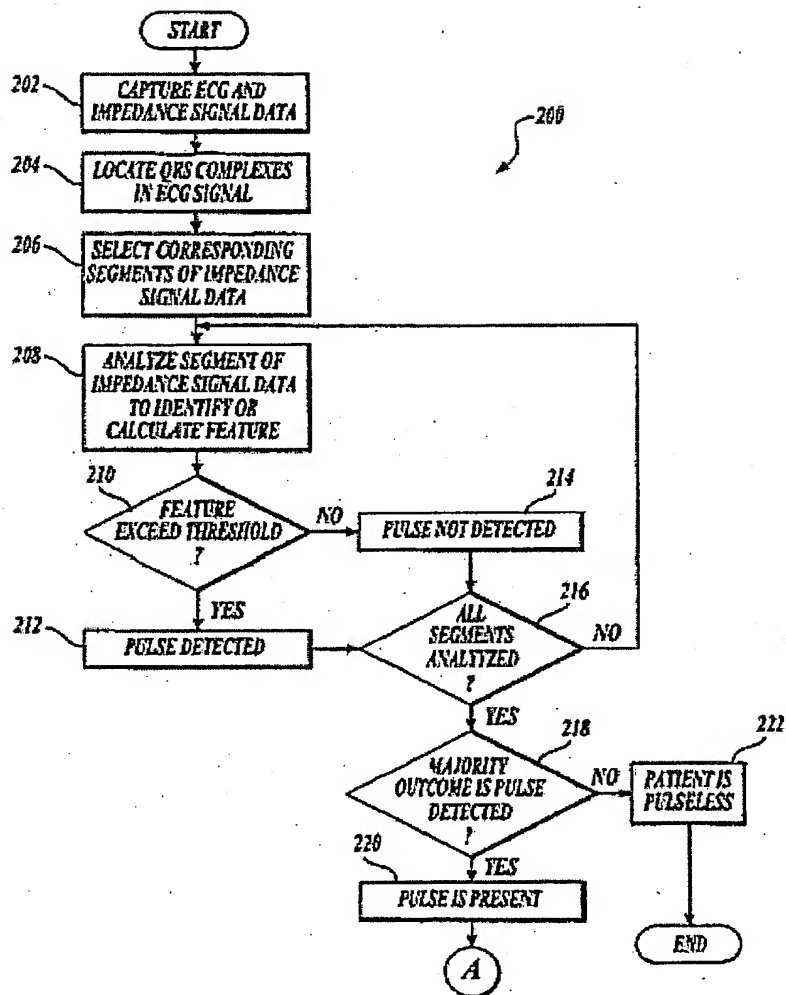 START
202
CAPTURE ECG AND
IMPEDANCE SIGNAL DATA
200
204
LOCATE QRS COMPLEXES
IN ECG SIGNAL
206
SELECT CORRESPONDING
SEGMENTS OF IMPEDANCE
SIGNAL DATA
208
ANALYZE SEGMENT OF
IMPEDANCE SIGNAL DATA
TO IDENTIFY OR
CALCULATE FEATURE
210
FEATURE
EXCEED THRESHOLD
?
NO
214
PULSE NOT DETECTED
YES
212
PULSE DETECTED
216
ALL
SEGMENTS
ANALYZED
?
NO
YES
218
MAJORITY
OUTCOME IS PULSE
DETECTED
?
NO
222
PATIENT IS
PULSELESS
YES
220
PULSE IS PRESENT
END
A